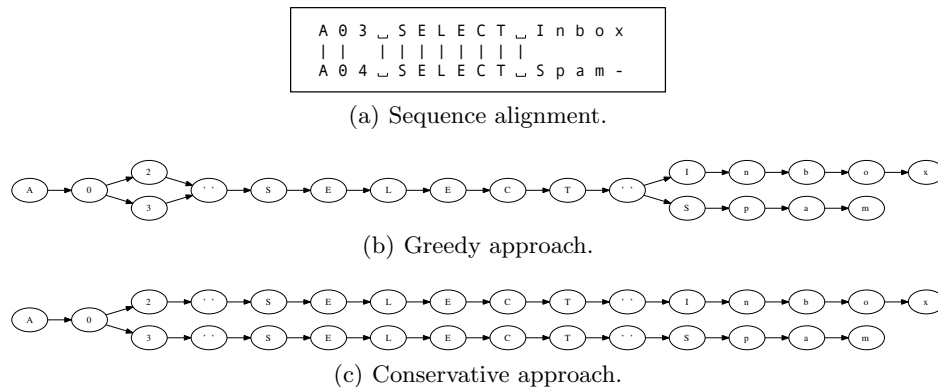 A 0 3 ␣ S E L E C T ␣ I n b o x
| | | | | | | | | |
A 0 4 ␣ S E L E C T ␣ S p a m -
(a) Sequence alignment.
2 I n b o x
A 0 ' ' S E L E C T ' '
3 S p a m
(b) Greedy approach.
2 ' ' S E L E C T ' ' I n b o x
A 0
3 ' ' S E L E C T ' ' S p a m
(c) Conservative approach.